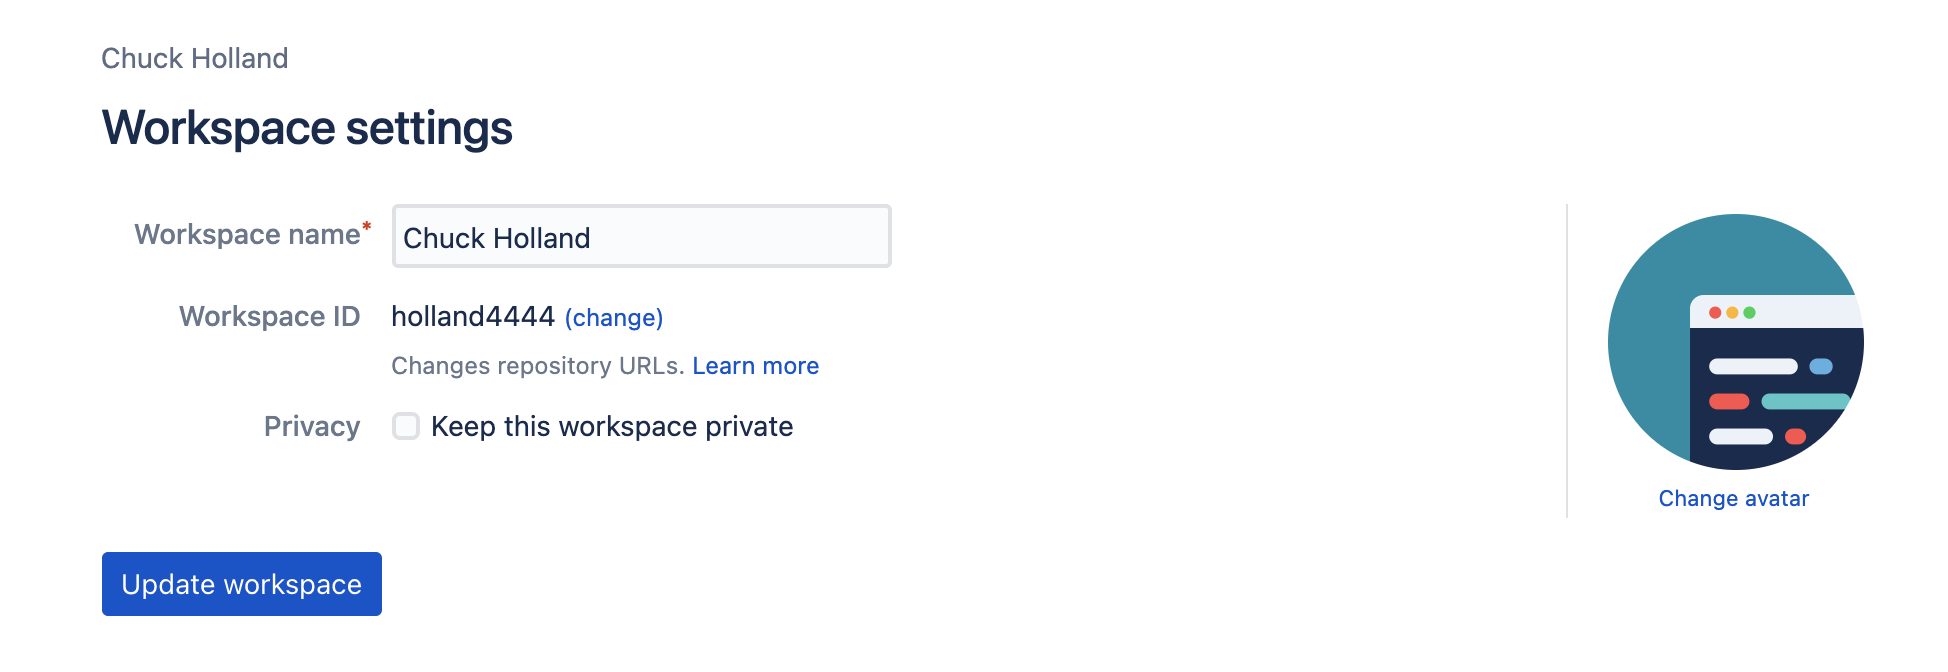 Chuck Holland
Workspace settings
Workspace name* Chuck Holland
Workspace ID holland4444 (change)
Changes repository URLs. Learn more
Privacy Keep this workspace private
Change avatar
Update workspace